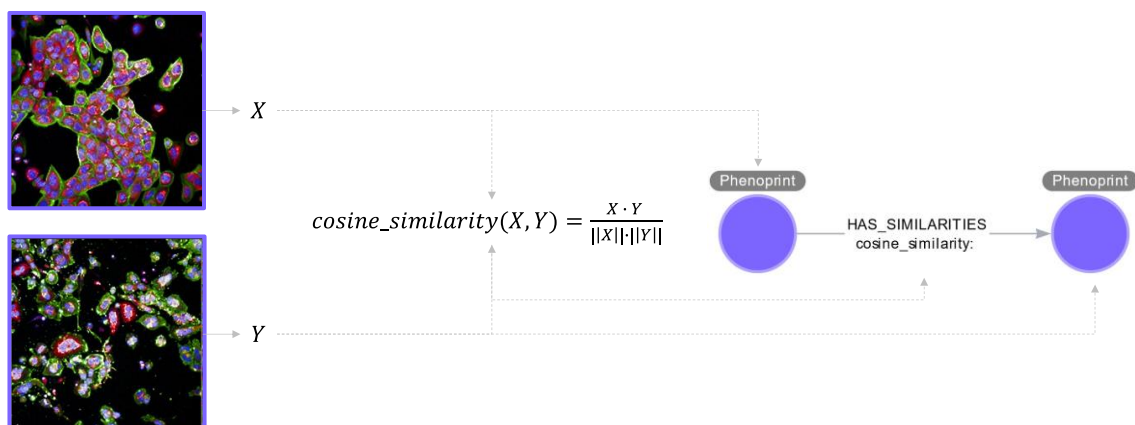 X
Phenoprint
Phenoprint
cosine_similarity(X, Y) = X · Y / ||X||·||Y||
HAS_SIMILARITIES
cosine_similarity:
Y